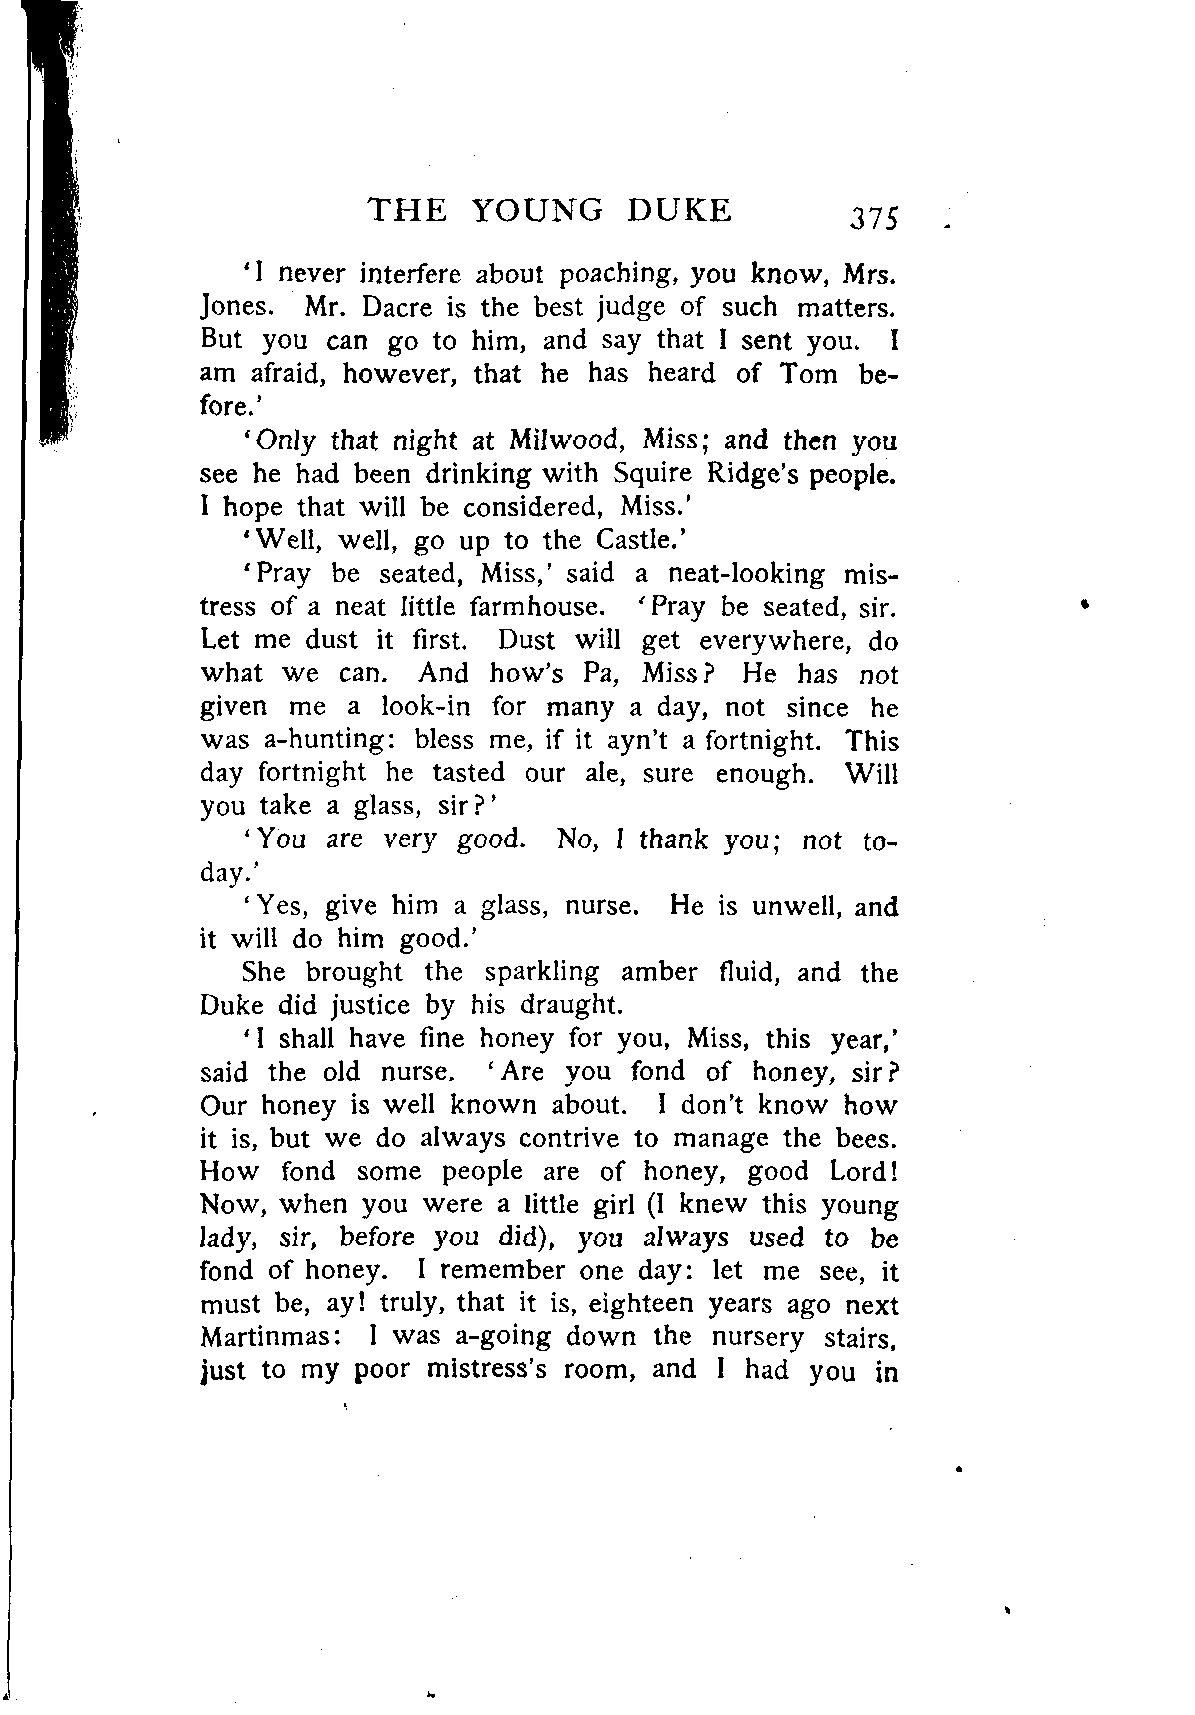 THE YOUNG DUKE 375
'I never interfere about poaching, you know, Mrs.
Jones. Mr. Dacre is the best judge of such matters.
But you can go to him, and say that I sent you. I
am afraid, however, that he has heard of Tom be-
fore.'
'Only that night at Milwood, Miss; and then you
see he had been drinking with Squire Ridge's people.
I hope that will be considered, Miss.'
'Well, well, go up to the Castle.'
'Pray be seated, Miss,' said a neat-looking mis-
tress of a neat little farmhouse. 'Pray be seated, sir.
Let me dust it first. Dust will get everywhere, do
what we can. And how's Pa, Miss? He has not
given me a look-in for many a day, not since he
was a-hunting: bless me, if it ayn't a fortnight. This
day fortnight he tasted our ale, sure enough. Will
you take a glass, sir?'
'You are very good. No, I thank you; not to-
day.'
'Yes, give him a glass, nurse. He is unwell, and
it will do him good.'
She brought the sparkling amber fluid, and the
Duke did justice by his draught.
'I shall have fine honey for you, Miss, this year,'
said the old nurse. 'Are you fond of honey, sir?
Our honey is well known about. I don't know how
it is, but we do always contrive to manage the bees.
How fond some people are of honey, good Lord!
Now, when you were a little girl (I knew this young
lady, sir, before you did), you always used to be
fond of honey. I remember one day: let me see, it
must be, ay! truly, that it is, eighteen years ago next
Martinmas: I was a-going down the nursery stairs,
just to my poor mistress's room, and I had you in